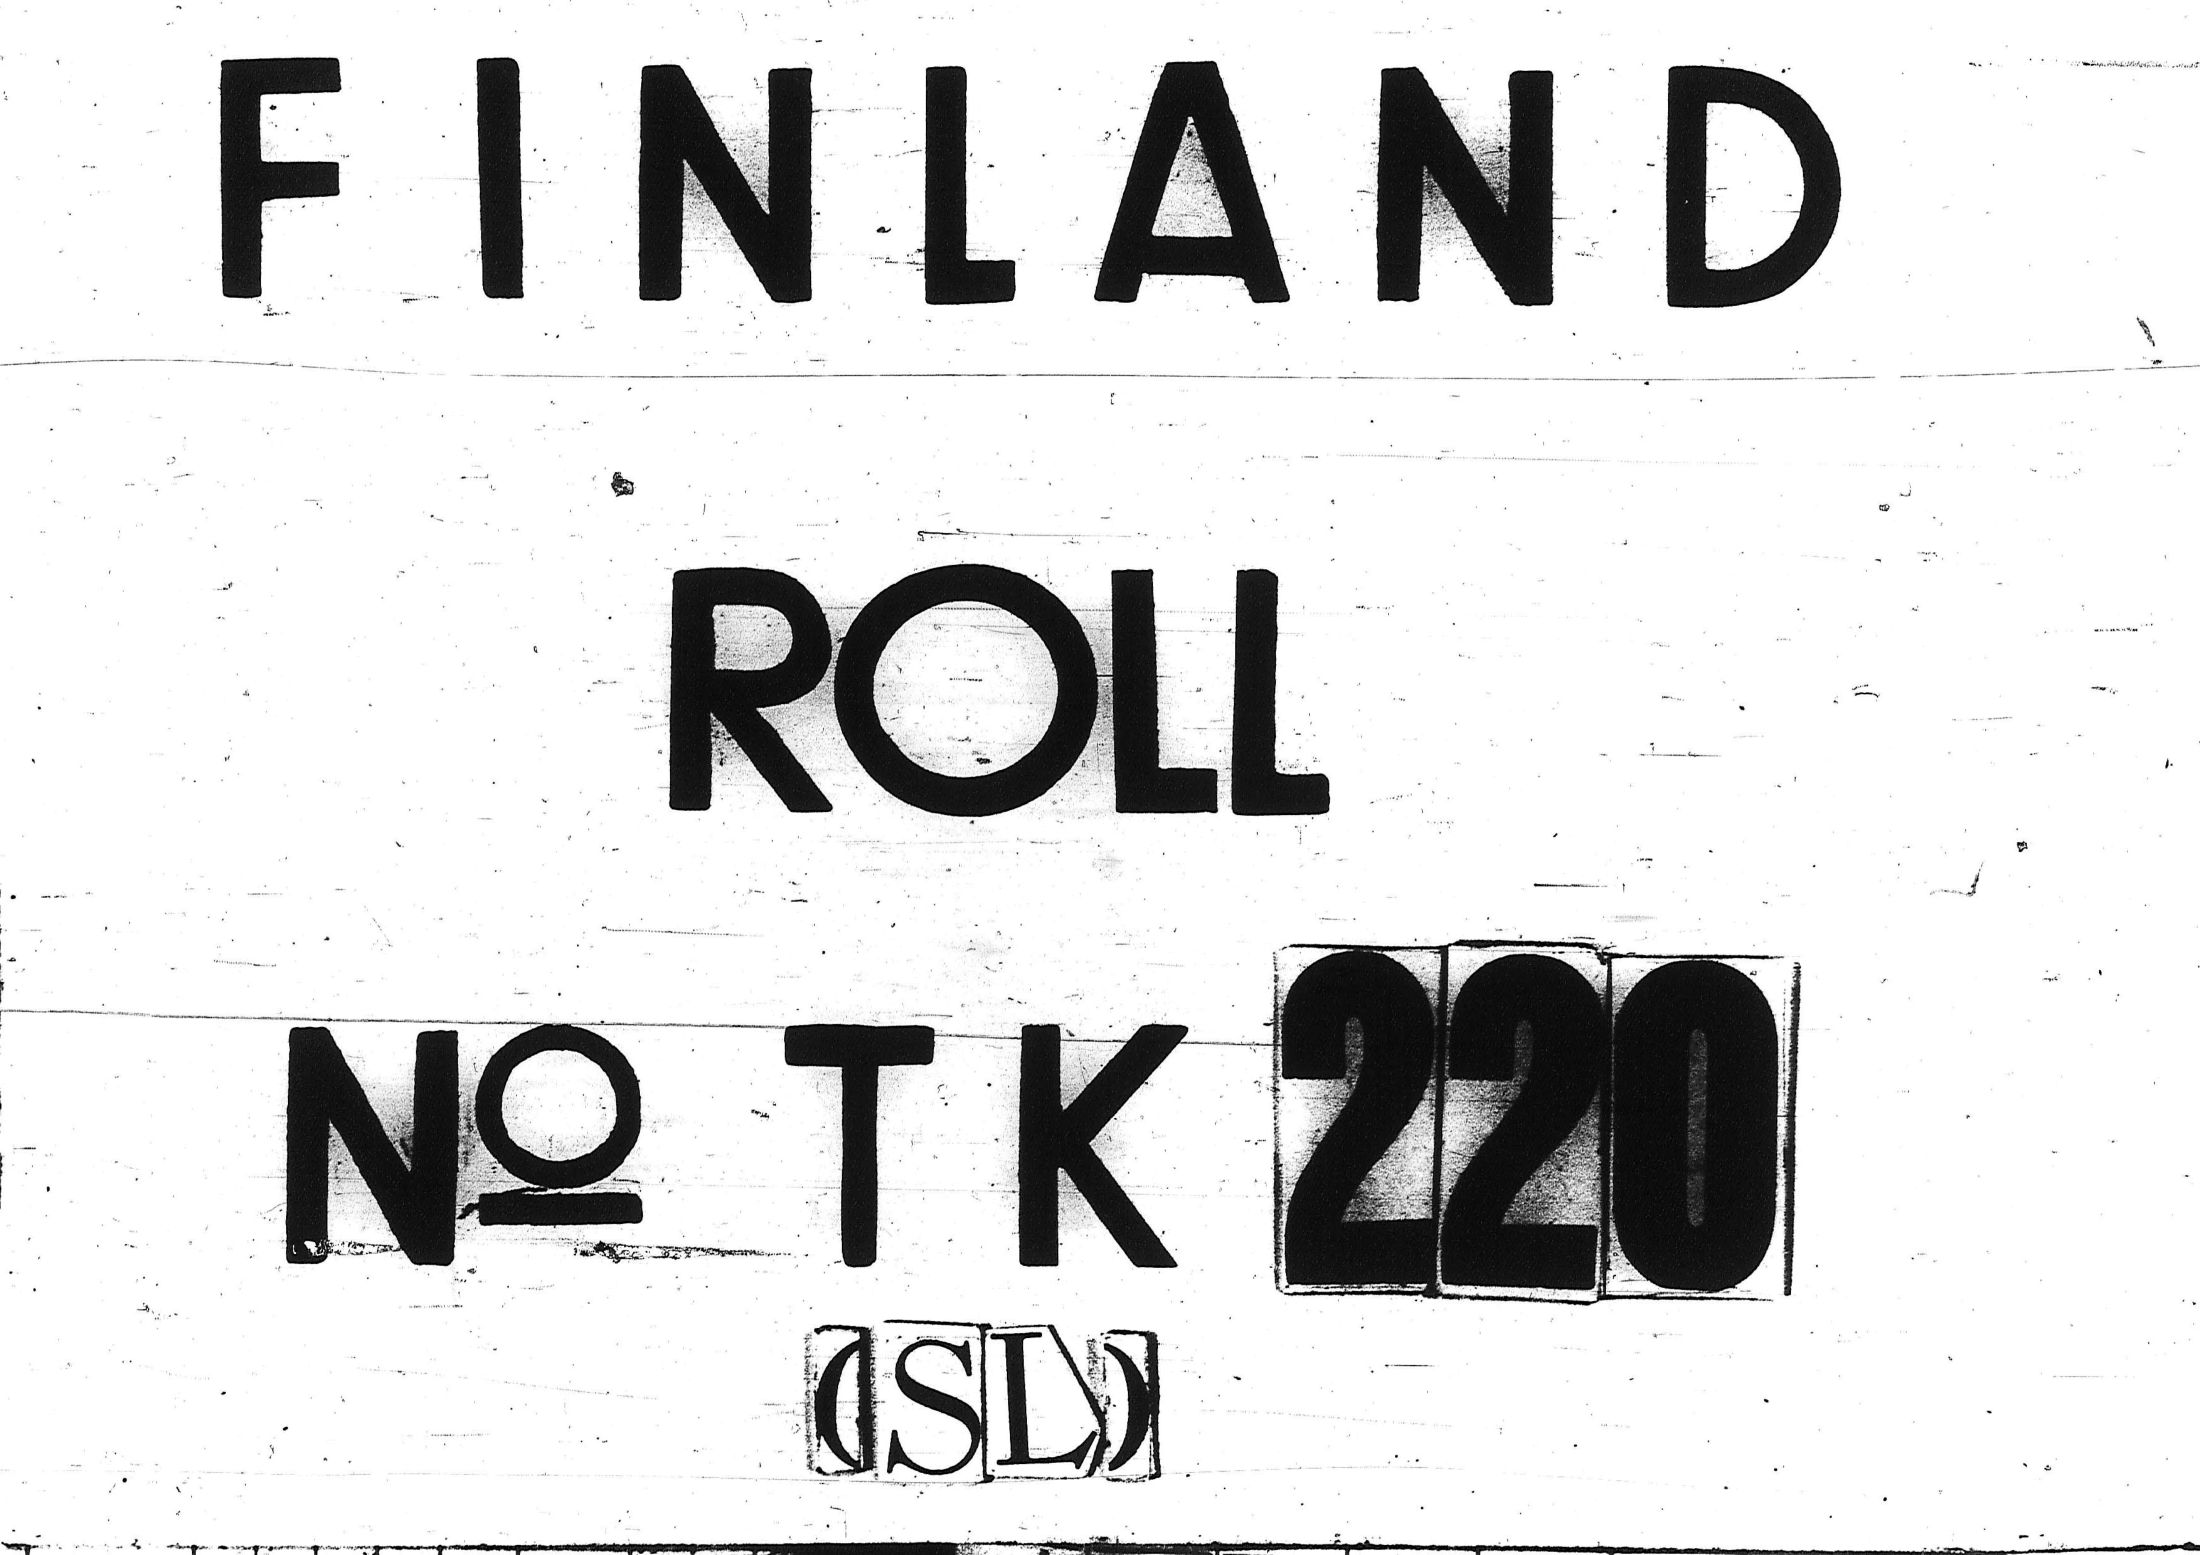 FINLAND
ROLL
Nº TK 220
(SL)